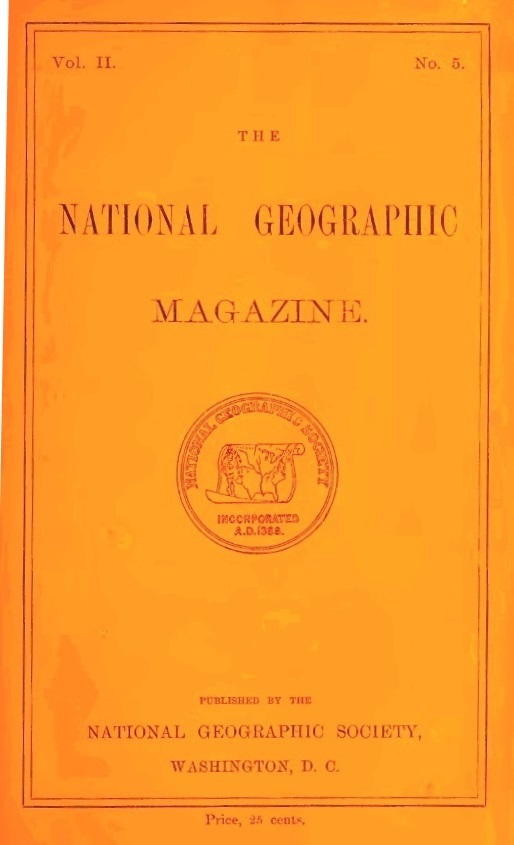 Vol. II. No. 5.
THE
NATIONAL GEOGRAPHIC
MAGAZINE.
NATIONAL GEOGRAPHIC SOCIETY
INCORPORATED
A.D. 1888.
PUBLISHED BY THE
NATIONAL GEOGRAPHIC SOCIETY,
WASHINGTON, D. C.
Price, 25 cents.